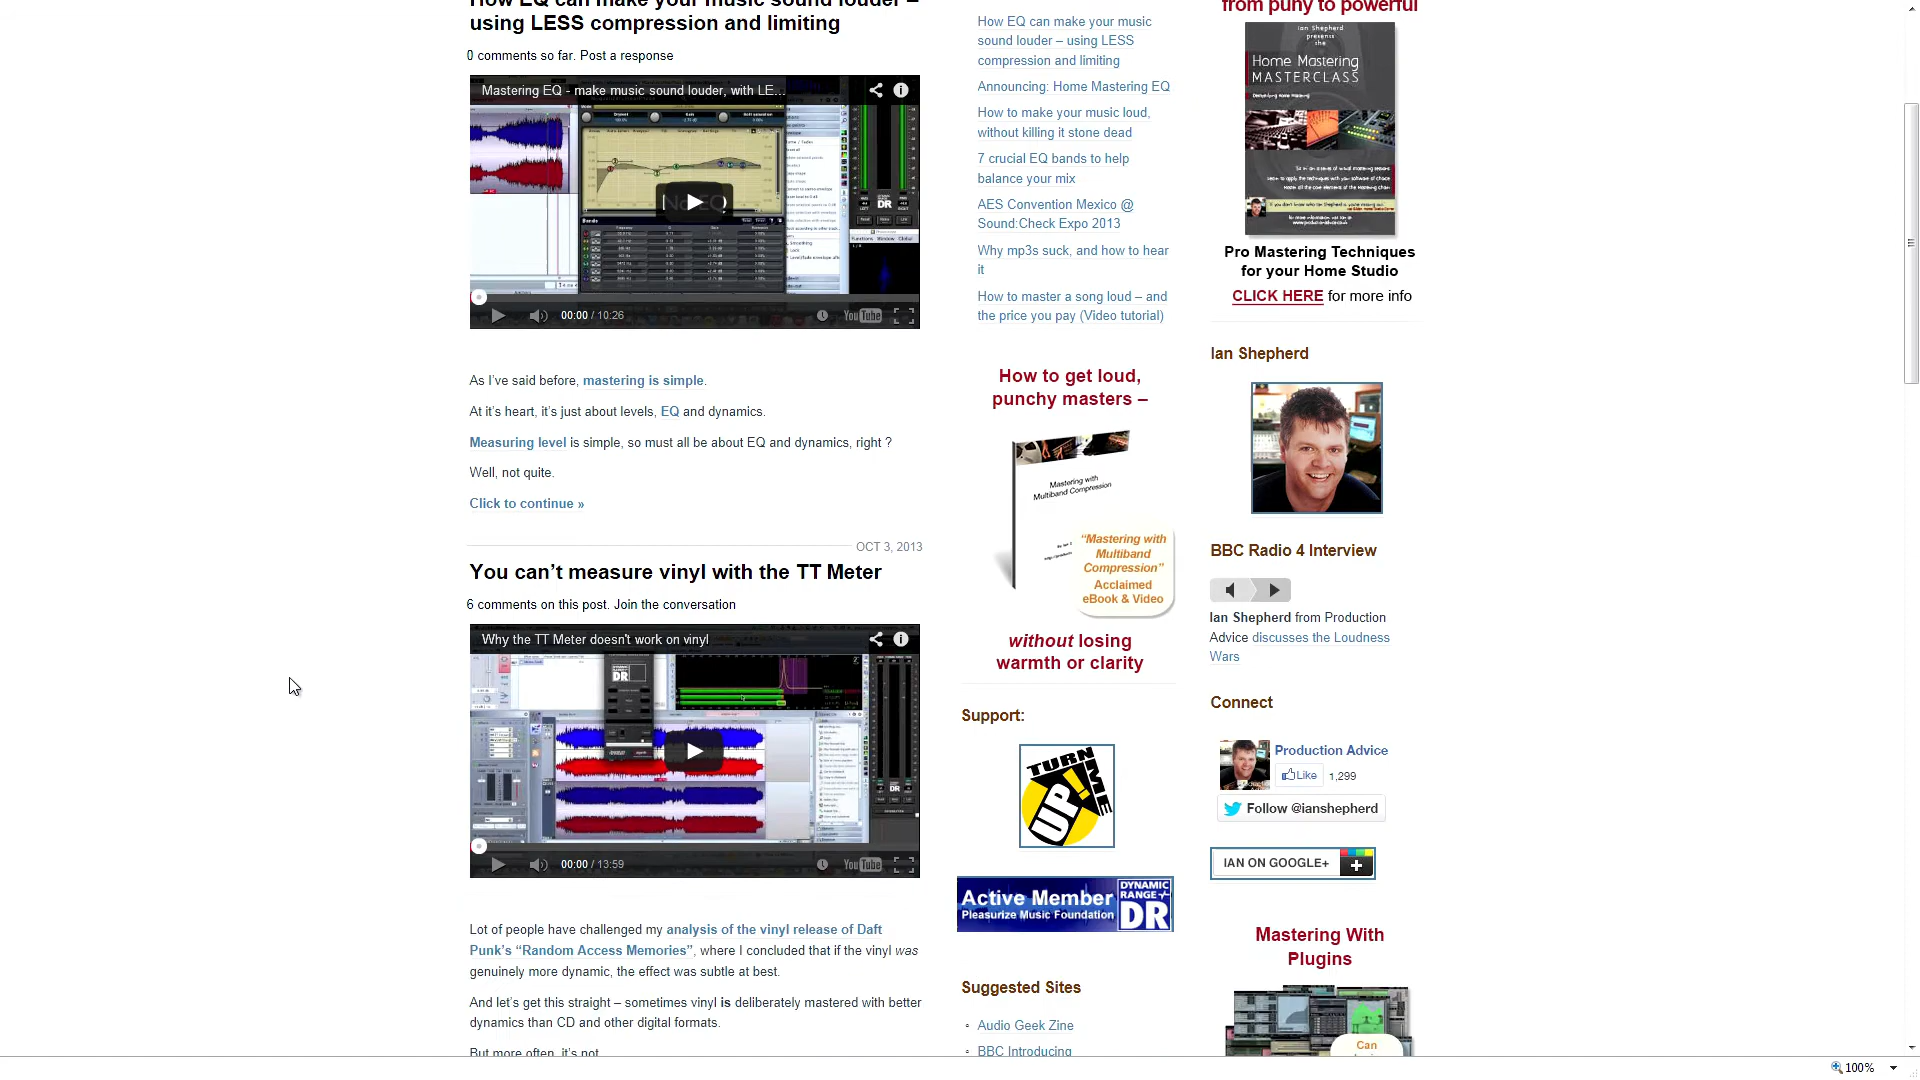 How EQ can make your music sound louder –
using LESS compression and limiting
0 comments so far. Post a response
Mastering EQ - make music sound louder, with LE...
No EQ
00:00 / 10:26
YouTube
As I've said before, mastering is simple.
At it's heart, it's just about levels, EQ and dynamics.
Measuring level is simple, so must all be about EQ and dynamics, right ?
Well, not quite.
Click to continue »
OCT 3, 2013
You can't measure vinyl with the TT Meter
6 comments on this post. Join the conversation
Why the TT Meter doesn't work on vinyl
DR
00:00 / 13:59
YouTube
Lot of people have challenged my analysis of the vinyl release of Daft
Punk's “Random Access Memories”, where I concluded that if the vinyl was
genuinely more dynamic, the effect was subtle at best.
And let's get this straight – sometimes vinyl is deliberately mastered with better
dynamics than CD and other digital formats.
But more often, it's not
How EQ can make your music
sound louder – using LESS
compression and limiting
Announcing: Home Mastering EQ
How to make your music loud,
without killing it stone dead
7 crucial EQ bands to help
balance your mix
AES Convention Mexico @
Sound:Check Expo 2013
Why mp3s suck, and how to hear
it
How to master a song loud – and
the price you pay (Video tutorial)
How to get loud,
punchy masters –
Mastering with
Multiband Compression
“Mastering with
Multiband
Compression”
Acclaimed
eBook & Video
without losing
warmth or clarity
Support:
TURN
ME
UP!
Active Member
Pleasurize Music Foundation
DYNAMIC
RANGE
DR
Suggested Sites
Audio Geek Zine
BBC Introducing
from puny to powerful
Ian Shepherd
presents
the
Home Mastering
MASTERCLASS
Pro Mastering Techniques
for your Home Studio
CLICK HERE for more info
Ian Shepherd
BBC Radio 4 Interview
Ian Shepherd from Production
Advice discusses the Loudness
Wars
Connect
Production Advice
Like 1,299
Follow @ianshepherd
IAN ON GOOGLE+
Mastering With
Plugins
Can
100%